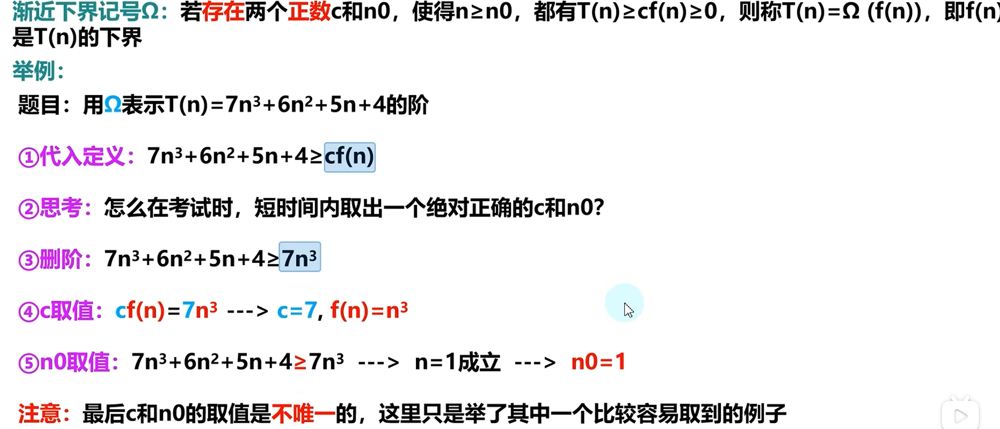 渐近下界记号Ω：若存在两个正数c和n0，使得n≥n0，都有T(n)≥cf(n)≥0，则称T(n)=Ω (f(n))，即f(n)
是T(n)的下界
举例：
题目：用Ω表示T(n)=7n³+6n²+5n+4的阶
①代入定义：7n³+6n²+5n+4≥cf(n)
②思考：怎么在考试时，短时间内取出一个绝对正确的c和n0？
③删阶：7n³+6n²+5n+4≥7n³
④c取值：cf(n)=7n³ ---> c=7, f(n)=n³
⑤n0取值：7n³+6n²+5n+4≥7n³ ---> n=1成立 ---> n0=1
注意：最后c和n0的取值是不唯一的，这里只是举了其中一个比较容易取到的例子